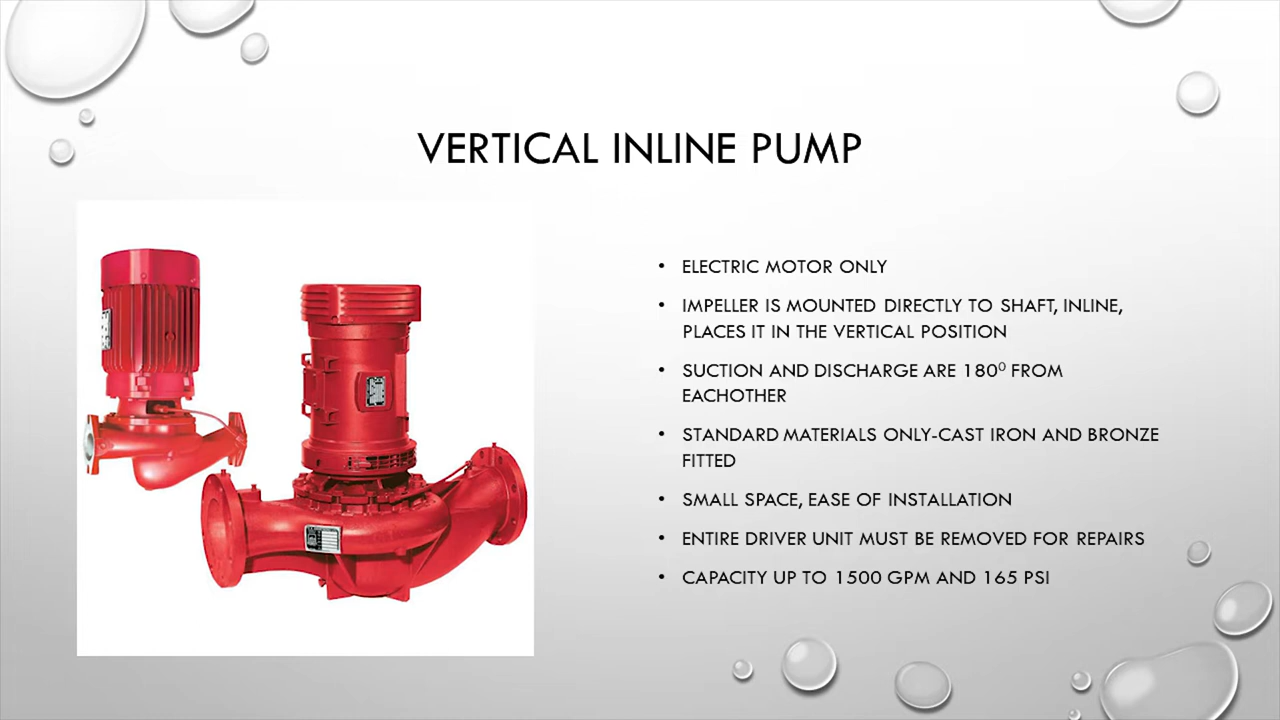 VERTICAL INLINE PUMP
• ELECTRIC MOTOR ONLY
• IMPELLER IS MOUNTED DIRECTLY TO SHAFT, INLINE,
PLACES IT IN THE VERTICAL POSITION
• SUCTION AND DISCHARGE ARE 180⁰ FROM
EACHOTHER
• STANDARD MATERIALS ONLY-CAST IRON AND BRONZE
FITTED
• SMALL SPACE, EASE OF INSTALLATION
• ENTIRE DRIVER UNIT MUST BE REMOVED FOR REPAIRS
• CAPACITY UP TO 1500 GPM AND 165 PSI